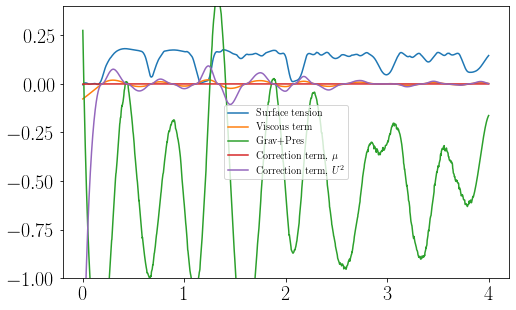 0.25
0.00
−0.25
−0.50
−0.75
−1.00
Surface tension
Viscous term
Grav+Pres
Correction term, μ
Correction term, U²
0 1 2 3 4